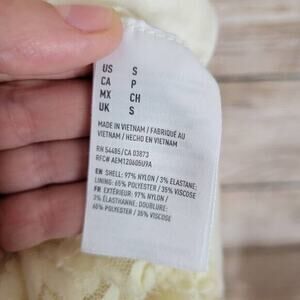 US S
CA P
MX CH
UK S
MADE IN VIETNAM / FABRIQUÉ AU
VIETNAM / HECHO EN VIETNAM
RN 54485/CA 03873
RFC# AEM120605U9A
EN: SHELL: 97% NYLON / 3% ELASTANE;
LINING: 65% POLYESTER / 35% VISCOSE
FR: EXTÉRIEUR: 97% NYLON /
3% ÉLASTHANNE; DOUBLURE:
65% POLYESTER / 35% VISCOSE